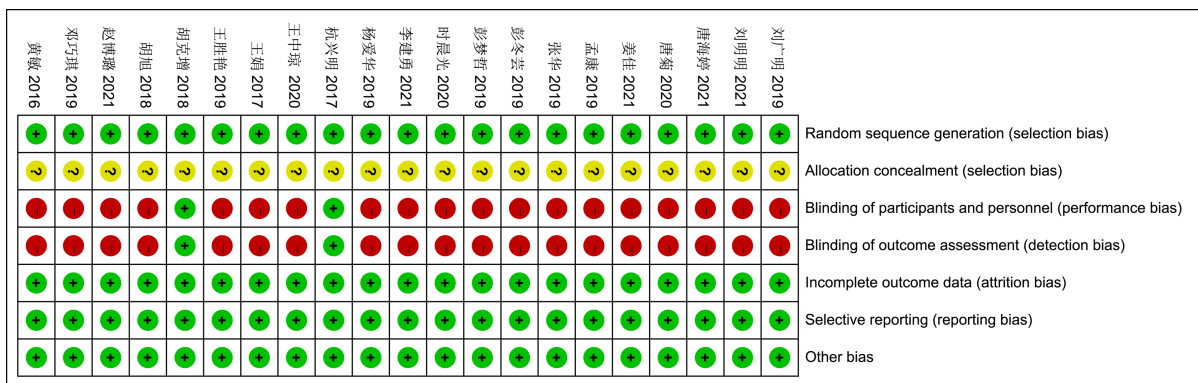 黄敏 2016
邓巧琪 2019
赵博璐 2021
胡旭 2018
胡克增 2018
王胜艳 2019
王娟 2017
王中琼 2020
杭兴明 2017
杨爱华 2019
李建勇 2021
时晨光 2020
彭梦哲 2019
彭冬芸 2019
张华 2019
孟康 2019
姜佳 2021
唐菊 2020
唐海婷 2021
刘明明 2021
刘广明 2019
+ + + + + + + + + + + + + + + + + + + + + Random sequence generation (selection bias)
? ? ? ? ? ? ? ? ? ? ? ? ? ? ? ? ? ? ? ? ? Allocation concealment (selection bias)
– – – – + – – – + – – – – – – – – – – – – Blinding of participants and personnel (performance bias)
– – – – + – – – + – – – – – – – – – – – – Blinding of outcome assessment (detection bias)
+ + + + + + + + + + + + + + + + + + + + + Incomplete outcome data (attrition bias)
+ + + + + + + + + + + + + + + + + + + + + Selective reporting (reporting bias)
+ + + + + + + + + + + + + + + + + + + + + Other bias